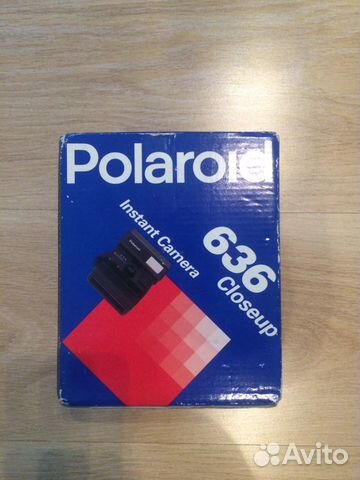 Polaroid
Instant Camera
636
Closeup
Avito